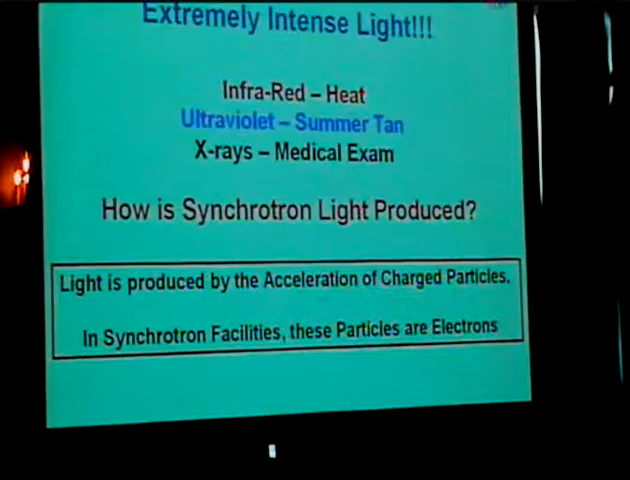 Extremely Intense Light!!!
Infra-Red – Heat
Ultraviolet – Summer Tan
X-rays – Medical Exam
How is Synchrotron Light Produced?
Light is produced by the Acceleration of Charged Particles.
In Synchrotron Facilities, these Particles are Electrons